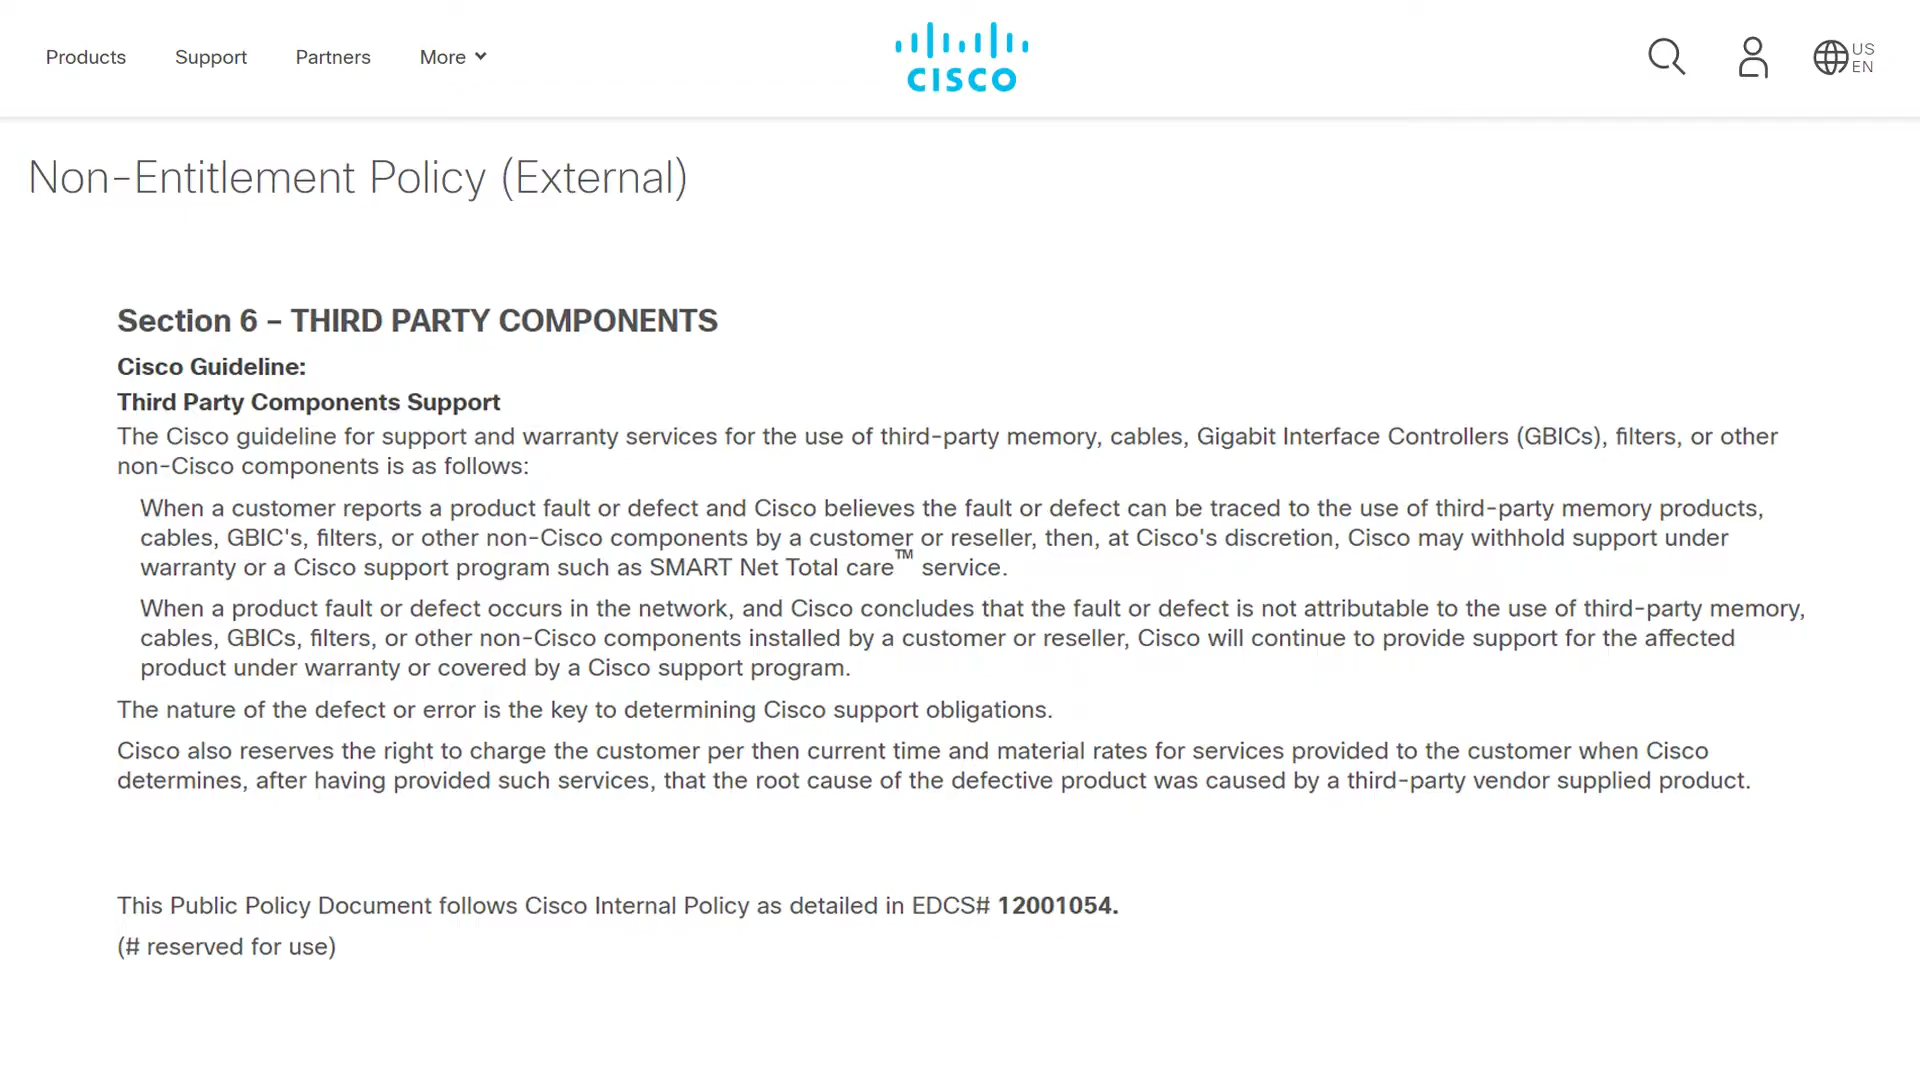 Products Support Partners More
CISCO
US
EN
Non-Entitlement Policy (External)
Section 6 – THIRD PARTY COMPONENTS
Cisco Guideline:
Third Party Components Support
The Cisco guideline for support and warranty services for the use of third-party memory, cables, Gigabit Interface Controllers (GBICs), filters, or other
non-Cisco components is as follows:
When a customer reports a product fault or defect and Cisco believes the fault or defect can be traced to the use of third-party memory products,
cables, GBIC's, filters, or other non-Cisco components by a customer or reseller, then, at Cisco's discretion, Cisco may withhold support under
warranty or a Cisco support program such as SMART Net Total care™ service.
When a product fault or defect occurs in the network, and Cisco concludes that the fault or defect is not attributable to the use of third-party memory,
cables, GBICs, filters, or other non-Cisco components installed by a customer or reseller, Cisco will continue to provide support for the affected
product under warranty or covered by a Cisco support program.
The nature of the defect or error is the key to determining Cisco support obligations.
Cisco also reserves the right to charge the customer per then current time and material rates for services provided to the customer when Cisco
determines, after having provided such services, that the root cause of the defective product was caused by a third-party vendor supplied product.
This Public Policy Document follows Cisco Internal Policy as detailed in EDCS# 12001054.
(# reserved for use)